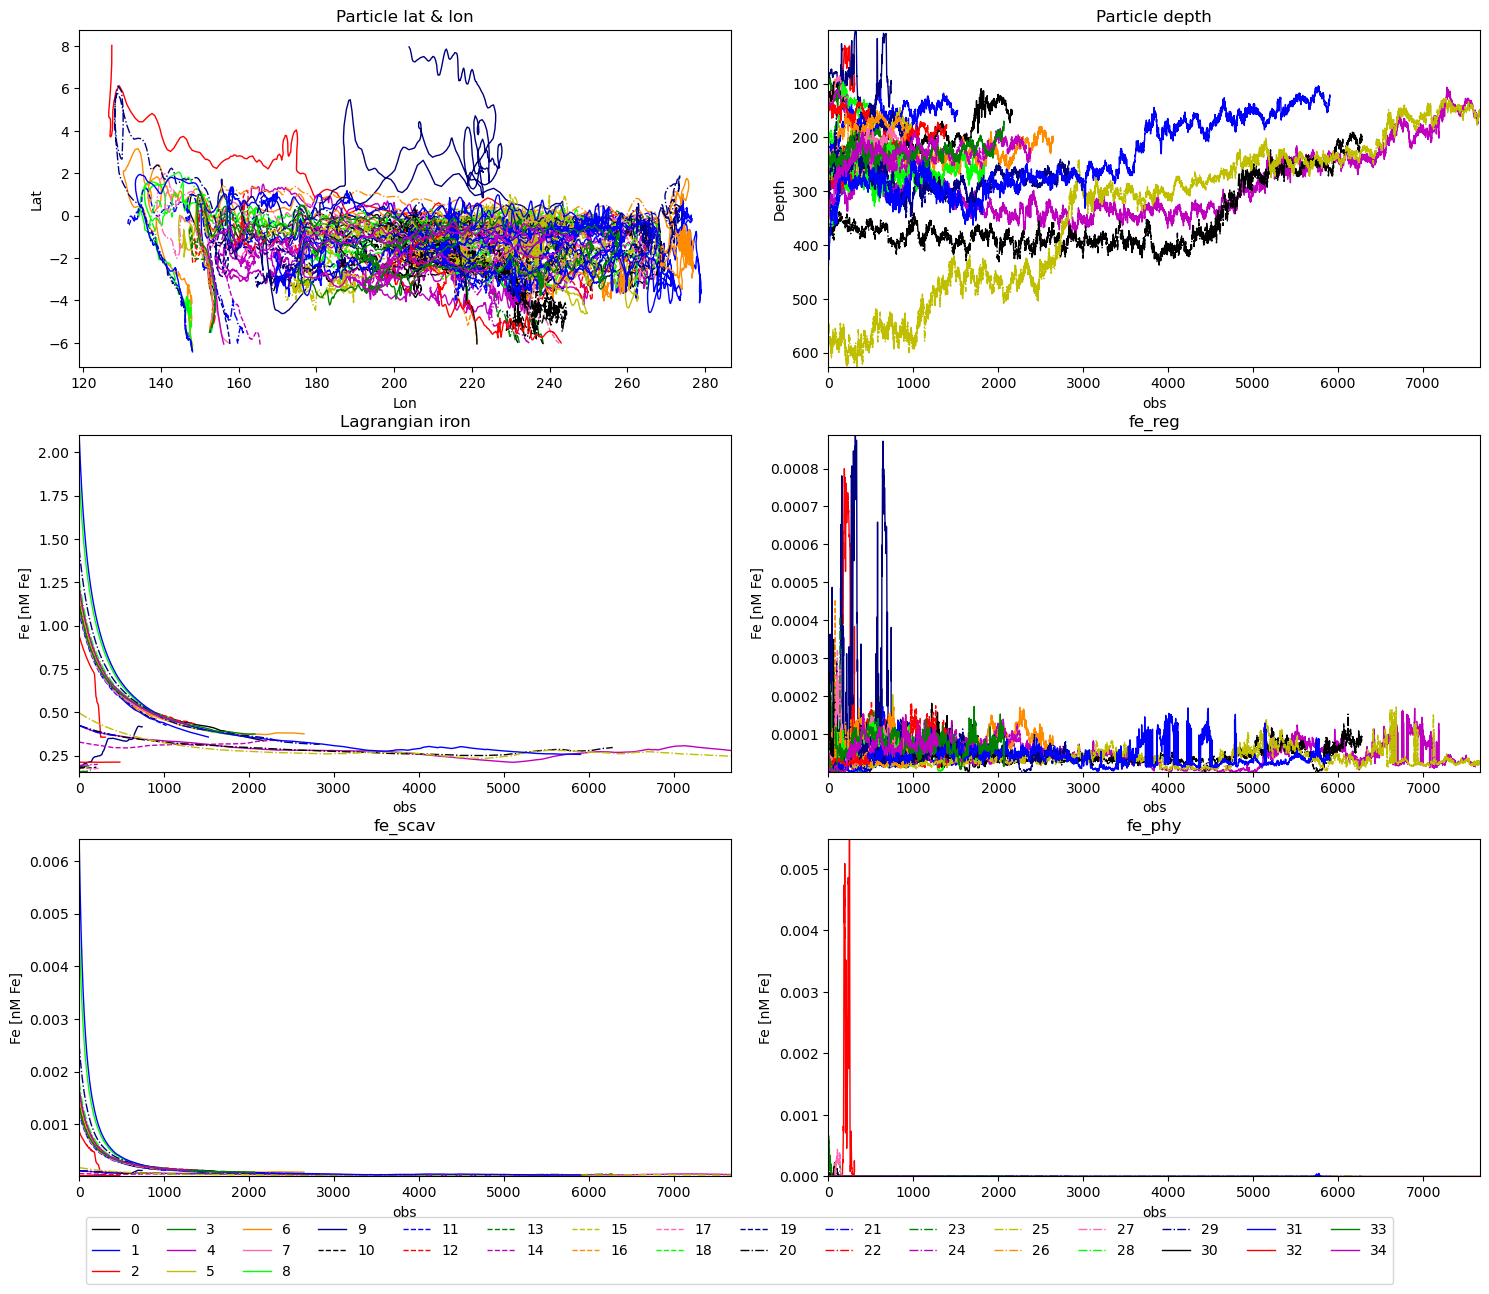 Particle lat & lon
Lat
8
6
4
2
0
−2
−4
−6
120 140 160 180 200 220 240 260 280
Lon
Particle depth
Depth
100
200
300
400
500
600
0 1000 2000 3000 4000 5000 6000 7000
obs
Lagrangian iron
Fe [nM Fe]
2.00
1.75
1.50
1.25
1.00
0.75
0.50
0.25
0 1000 2000 3000 4000 5000 6000 7000
obs
fe_reg
Fe [nM Fe]
0.0008
0.0007
0.0006
0.0005
0.0004
0.0003
0.0002
0.0001
0 1000 2000 3000 4000 5000 6000 7000
obs
fe_scav
Fe [nM Fe]
0.006
0.005
0.004
0.003
0.002
0.001
0 1000 2000 3000 4000 5000 6000 7000
obs
fe_phy
Fe [nM Fe]
0.005
0.004
0.003
0.002
0.001
0.000
0 1000 2000 3000 4000 5000 6000 7000
obs
0 3 6 9 11 13 15 17 19 21 23 25 27 29 31 33
1 4 7 10 12 14 16 18 20 22 24 26 28 30 32 34
2 5 8